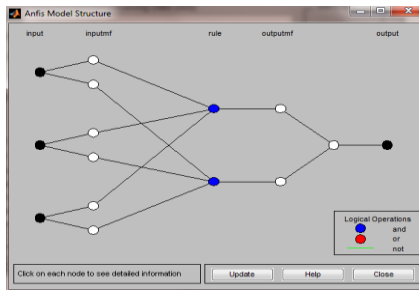 Anfis Model Structure
input inputmf rule outputmf output
Logical Operations
and
or
not
Click on each node to see detailed information
Update Help Close